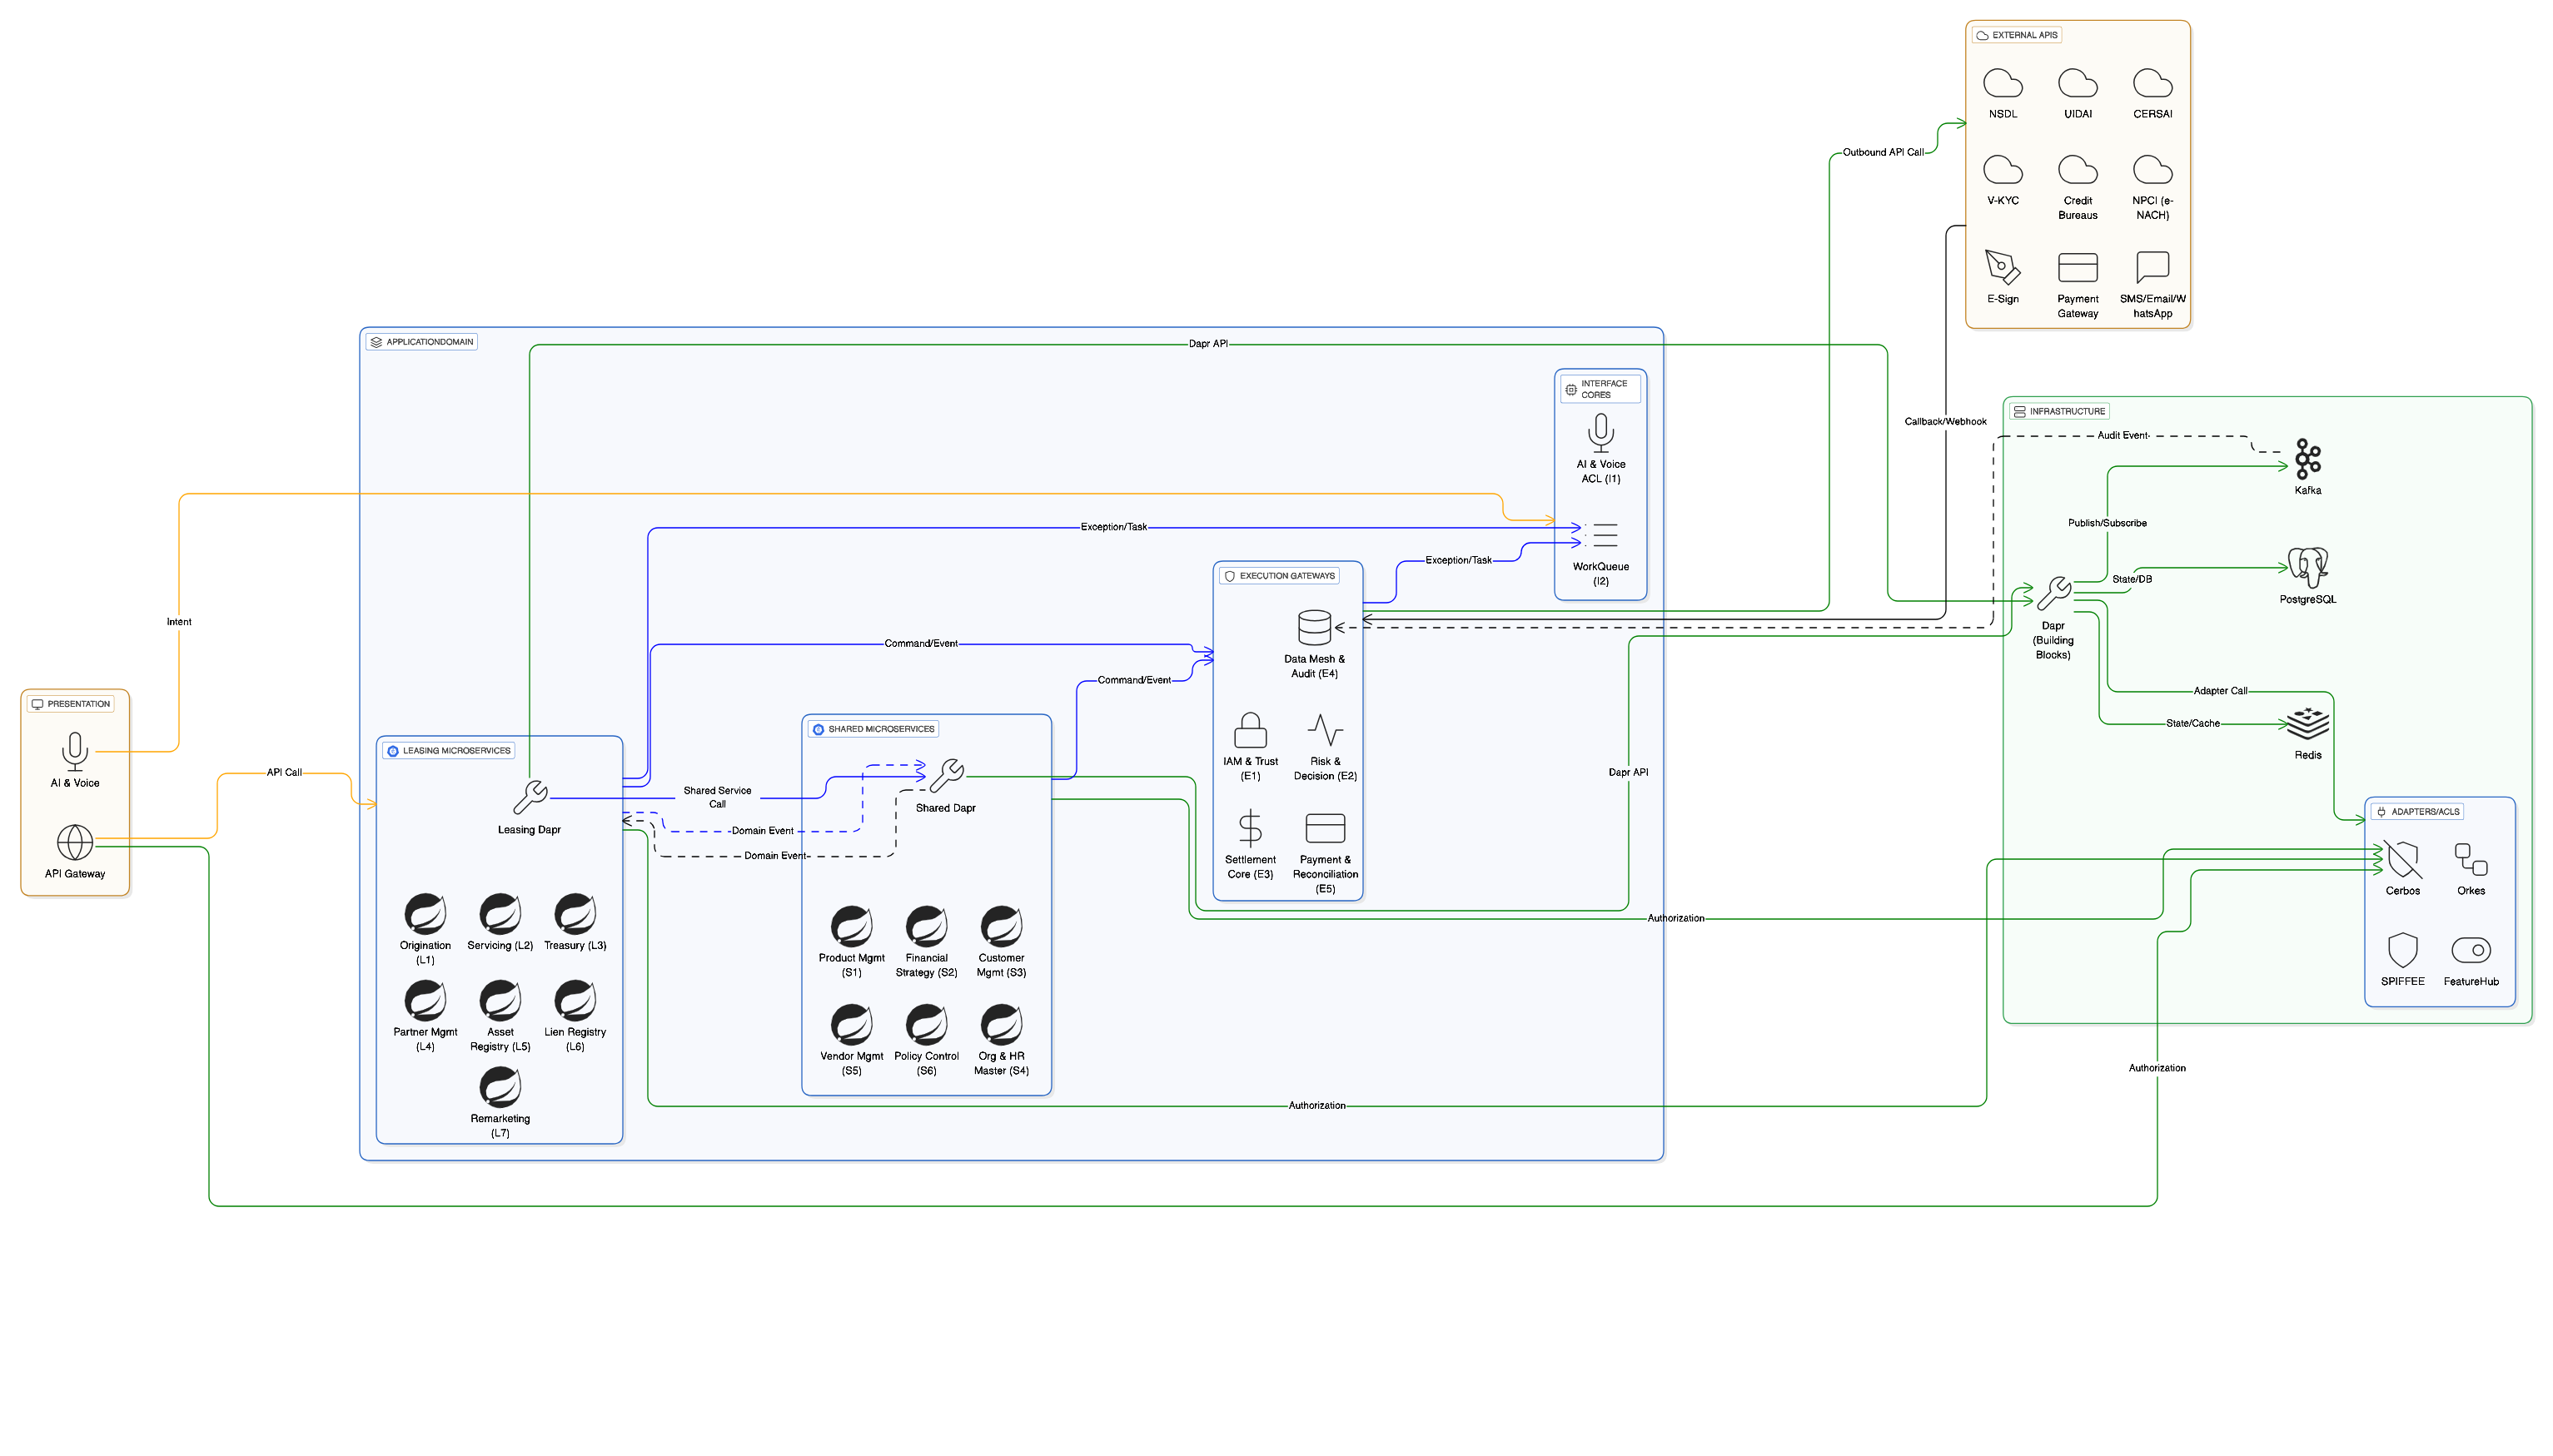 EXTERNAL APIS
NSDL
UIDAI
CERSAI
V-KYC
Credit
Bureaus
NPCI (e-
NACH)
E-Sign
Payment
Gateway
SMS/Email/W
hatsApp
Outbound API Call
Callback/Webhook
APPLICATIONDOMAIN
Dapr API
INTERFACE
CORES
AI & Voice
ACL (I1)
WorkQueue
(I2)
Exception/Task
Exception/Task
Intent
Command/Event
Command/Event
EXECUTION GATEWAYS
Data Mesh &
Audit (E4)
IAM & Trust
(E1)
Risk &
Decision (E2)
Settlement
Core (E3)
Payment &
Reconciliation
(E5)
INFRASTRUCTURE
Audit Event
Kafka
Publish/Subscribe
State/DB
PostgreSQL
Dapr
(Building
Blocks)
Adapter Call
State/Cache
Redis
Dapr API
ADAPTERS/ACLS
Cerbos
Orkes
SPIFFEE
FeatureHub
PRESENTATION
AI & Voice
API Gateway
API Call
LEASING MICROSERVICES
Leasing Dapr
Origination
(L1)
Servicing (L2)
Treasury (L3)
Partner Mgmt
(L4)
Asset
Registry (L5)
Lien Registry
(L6)
Remarketing
(L7)
Shared Service
Call
Domain Event
Domain Event
SHARED MICROSERVICES
Shared Dapr
Product Mgmt
(S1)
Financial
Strategy (S2)
Customer
Mgmt (S3)
Vendor Mgmt
(S5)
Policy Control
(S6)
Org & HR
Master (S4)
Authorization
Authorization
Authorization